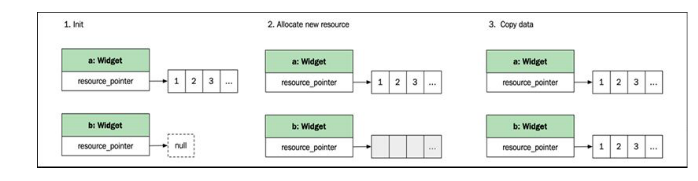 1. Init
a: Widget
resource_pointer
1 2 3 ...
b: Widget
resource_pointer
null
2. Allocate new resource
a: Widget
resource_pointer
1 2 3 ...
b: Widget
resource_pointer
...
3. Copy data
a: Widget
resource_pointer
1 2 3 ...
b: Widget
resource_pointer
1 2 3 ...